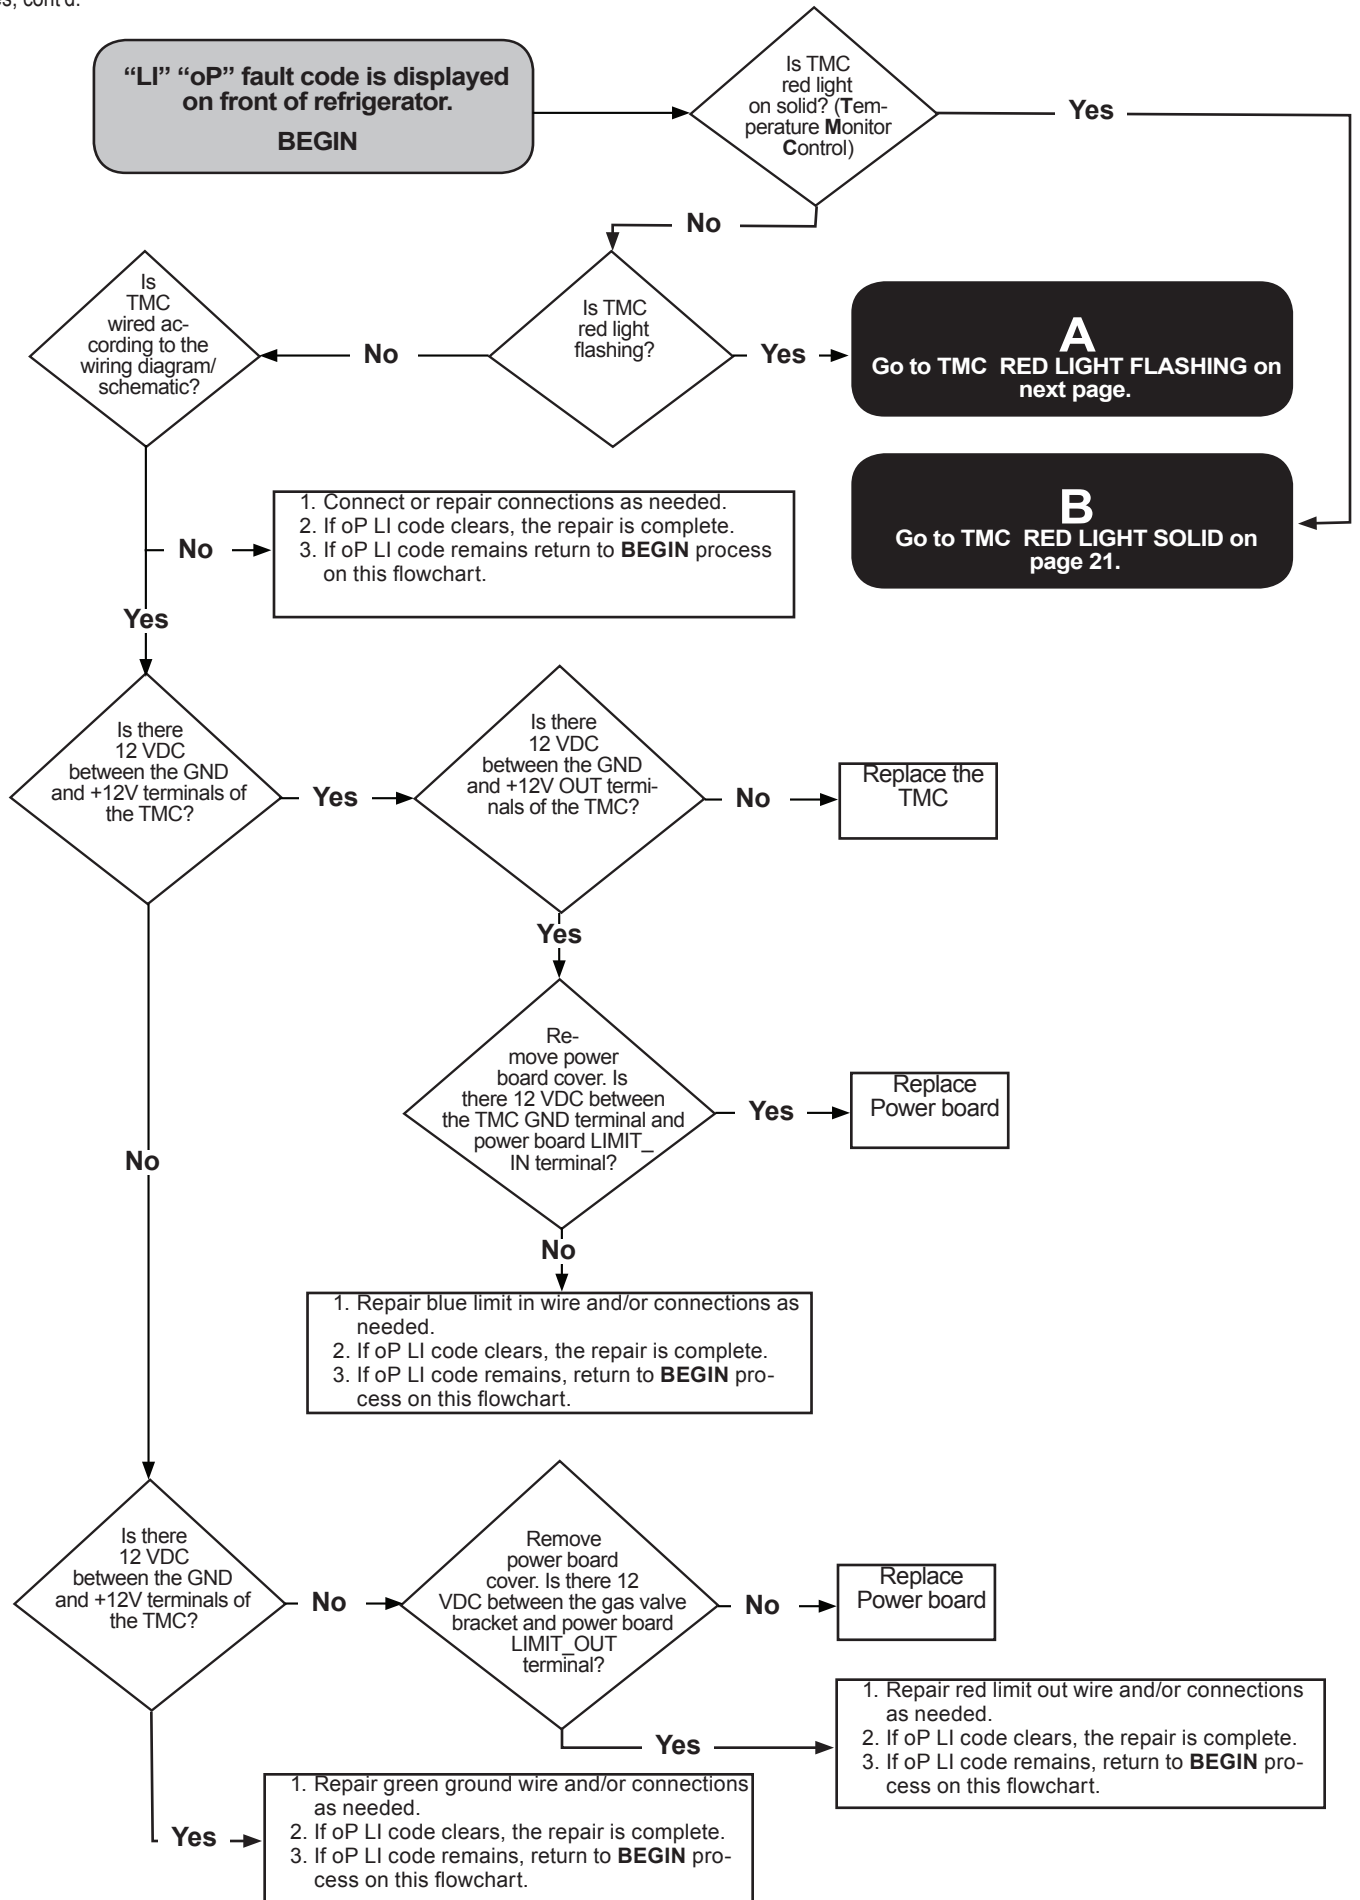 es, cont'd.
"LI" "oP" fault code is displayed
on front of refrigerator.
BEGIN
Is TMC
red light
on solid? (Tem-
perature Monitor
Control)
Yes
No
Is TMC
red light
flashing?
Yes
A
Go to TMC RED LIGHT FLASHING on
next page.
No
Is
TMC
wired ac-
cording to the
wiring diagram/
schematic?
B
Go to TMC RED LIGHT SOLID on
page 21.
No
1. Connect or repair connections as needed.
2. If oP LI code clears, the repair is complete.
3. If oP LI code remains return to BEGIN process
on this flowchart.
Yes
Is there
12 VDC
between the GND
and +12V terminals of
the TMC?
Yes
Is there
12 VDC
between the GND
and +12V OUT termi-
nals of the TMC?
No
Replace the
TMC
Yes
Re-
move power
board cover. Is
there 12 VDC between
the TMC GND terminal and
power board LIMIT_
IN terminal?
Yes
Replace
Power board
No
No
1. Repair blue limit in wire and/or connections as
needed.
2. If oP LI code clears, the repair is complete.
3. If oP LI code remains, return to BEGIN pro-
cess on this flowchart.
Is there
12 VDC
between the GND
and +12V terminals of
the TMC?
No
Remove
power board
cover. Is there 12
VDC between the gas valve
bracket and power board
LIMIT_OUT
terminal?
No
Replace
Power board
Yes
1. Repair red limit out wire and/or connections
as needed.
2. If oP LI code clears, the repair is complete.
3. If oP LI code remains, return to BEGIN pro-
cess on this flowchart.
Yes
1. Repair green ground wire and/or connections
as needed.
2. If oP LI code clears, the repair is complete.
3. If oP LI code remains, return to BEGIN pro-
cess on this flowchart.